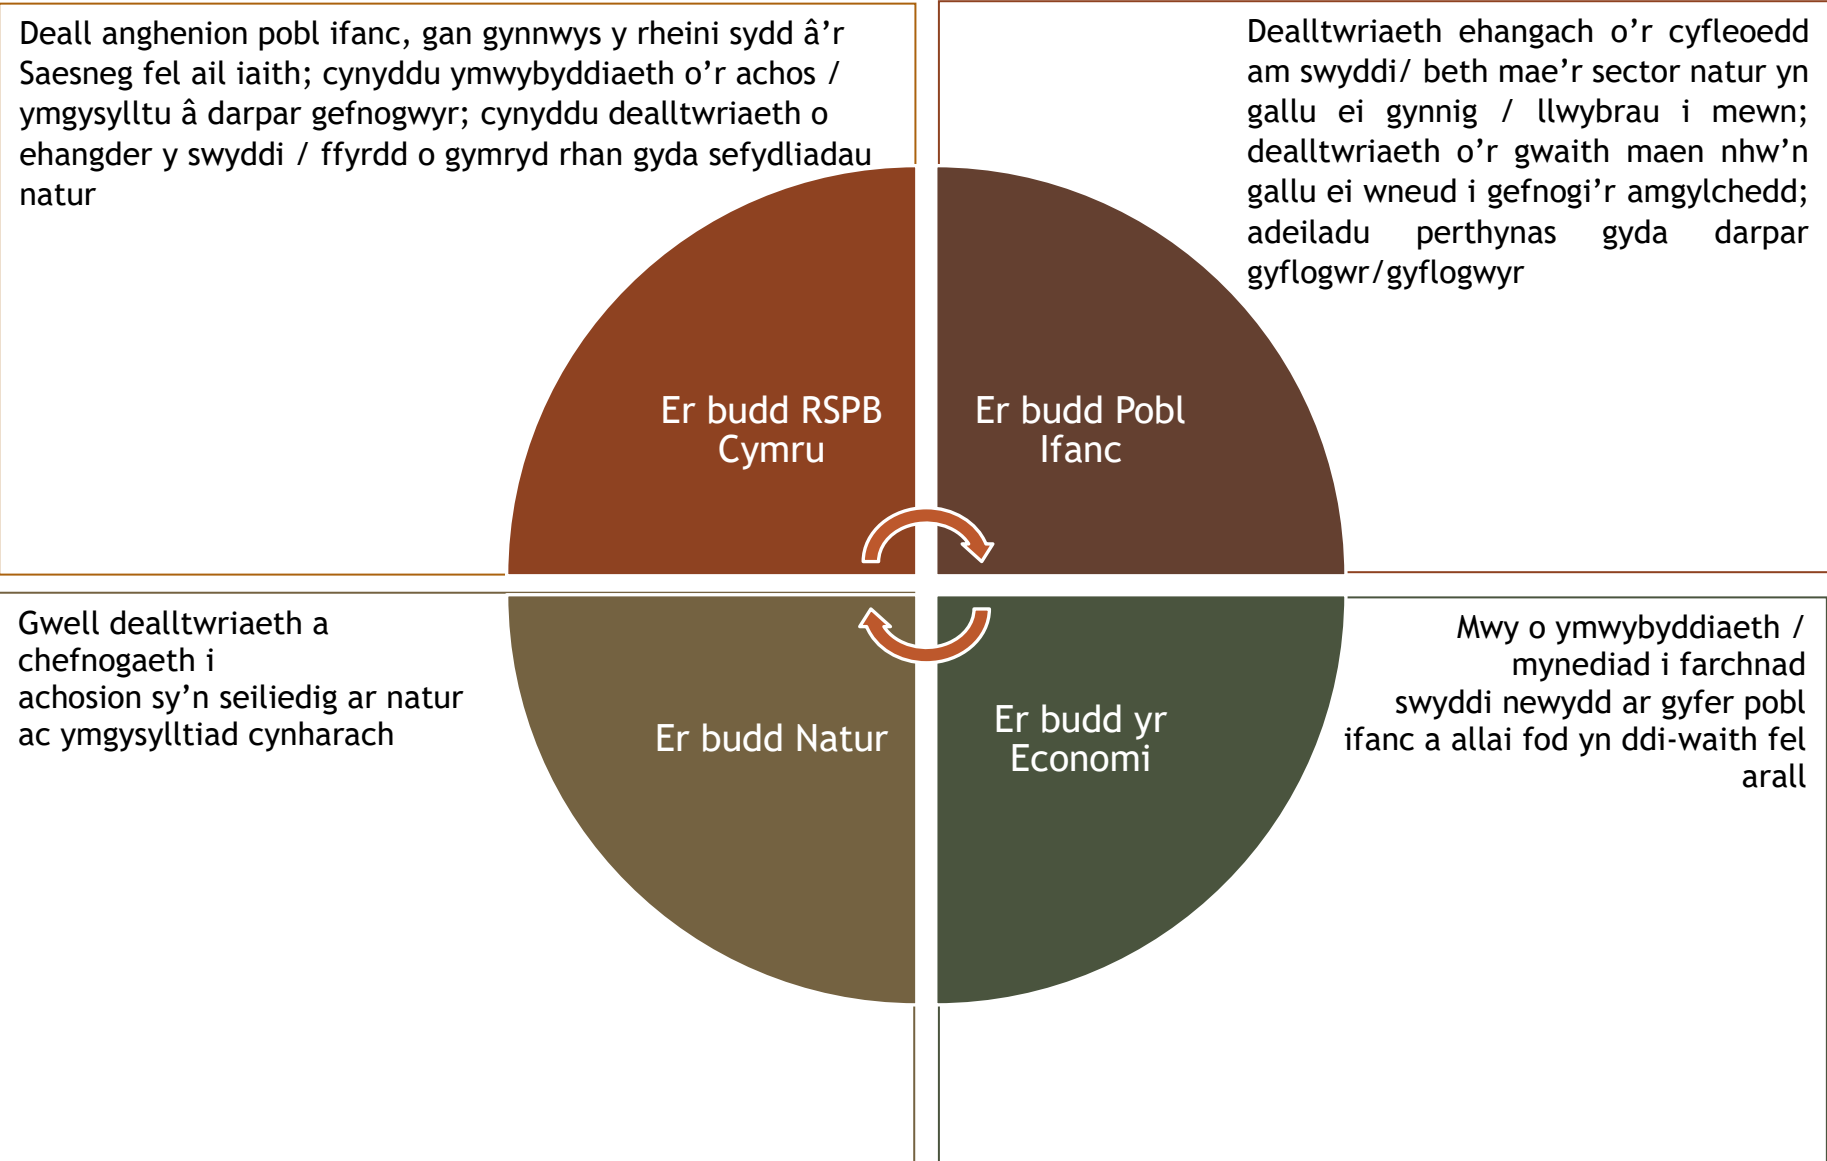 Deall anghenion pobl ifanc, gan gynnwys y rheini sydd â’r
Saesneg fel ail iaith; cynyddu ymwybyddiaeth o’r achos /
ymgysylltu â darpar gefnogwyr; cynyddu dealltwriaeth o
ehangder y swyddi / ffyrdd o gymryd rhan gyda sefydliadau
natur
Dealltwriaeth ehangach o’r cyfleoedd
am swyddi/ beth mae’r sector natur yn
gallu ei gynnig / llwybrau i mewn;
dealltwriaeth o’r gwaith maen nhw’n
gallu ei wneud i gefnogi’r amgylchedd;
adeiladu perthynas gyda darpar
gyflogwr/gyflogwyr
Er budd RSPB
Cymru
Er budd Pobl
Ifanc
Gwell dealltwriaeth a
chefnogaeth i
achosion sy’n seiliedig ar natur
ac ymgysylltiad cynharach
Er budd Natur
Er budd yr
Economi
Mwy o ymwybyddiaeth /
mynediad i farchnad
swyddi newydd ar gyfer pobl
ifanc a allai fod yn ddi-waith fel
arall